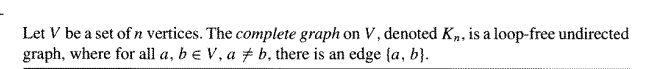 Let V be a set of n vertices. The complete graph on V, denoted Kₙ, is a loop-free undirected
graph, where for all a, b ∈ V, a ≠ b, there is an edge {a, b}.